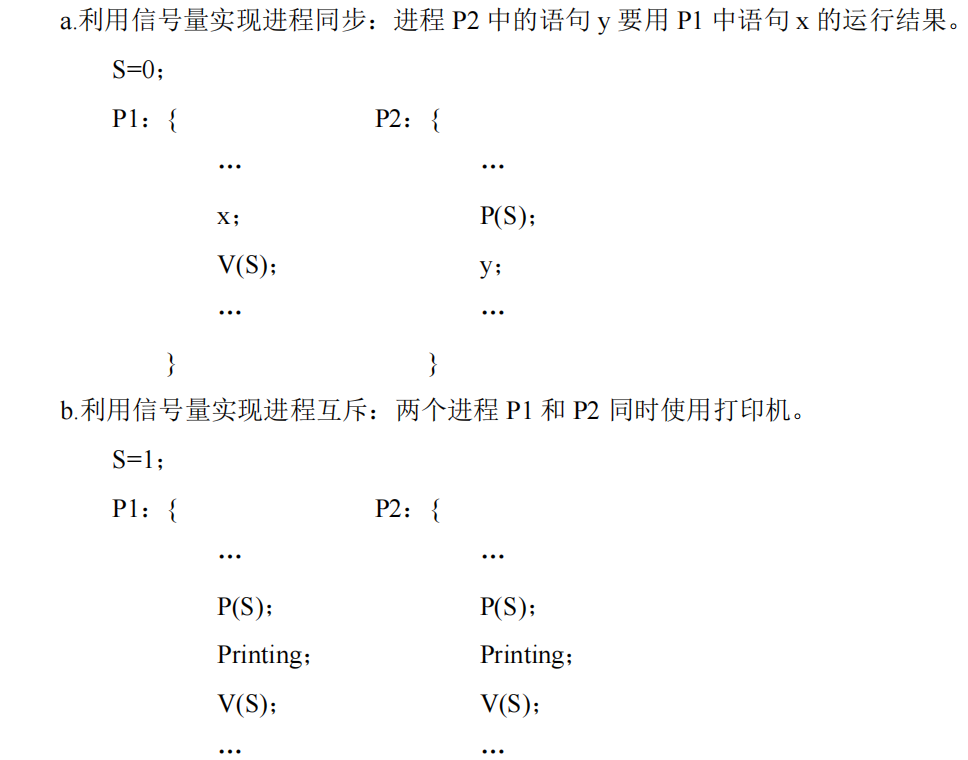 a.利用信号量实现进程同步：进程 P2 中的语句 y 要用 P1 中语句 x 的运行结果。
S=0；
P1：{ P2：{
… …
x； P(S)；
V(S)； y；
… …
} }
b.利用信号量实现进程互斥：两个进程 P1 和 P2 同时使用打印机。
S=1；
P1：{ P2：{
… …
P(S)； P(S)；
Printing； Printing；
V(S)； V(S)；
… …